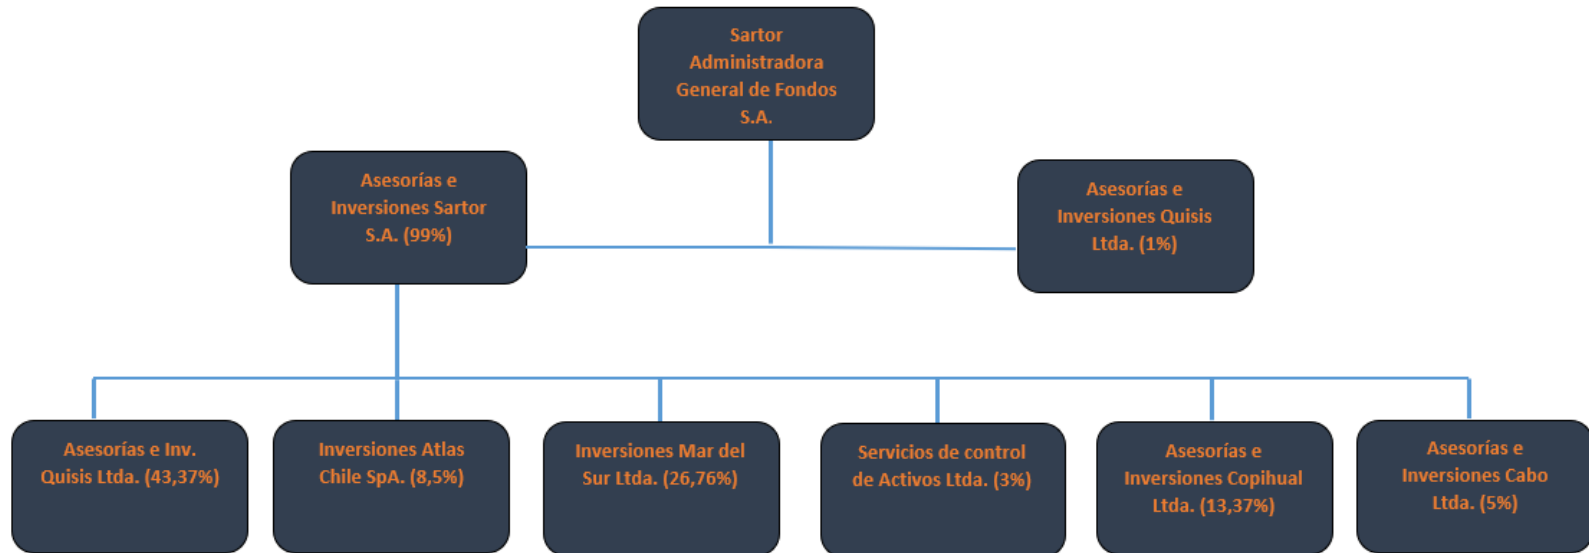 Sartor
Administradora
General de Fondos
S.A.
Asesorías e
Inversiones Sartor
S.A. (99%)
Asesorías e
Inversiones Quisis
Ltda. (1%)
Asesorías e Inv.
Quisis Ltda. (43,37%)
Inversiones Atlas
Chile SpA. (8,5%)
Inversiones Mar del
Sur Ltda. (26,76%)
Servicios de control
de Activos Ltda. (3%)
Asesorías e
Inversiones Copihual
Ltda. (13,37%)
Asesorías e
Inversiones Cabo
Ltda. (5%)